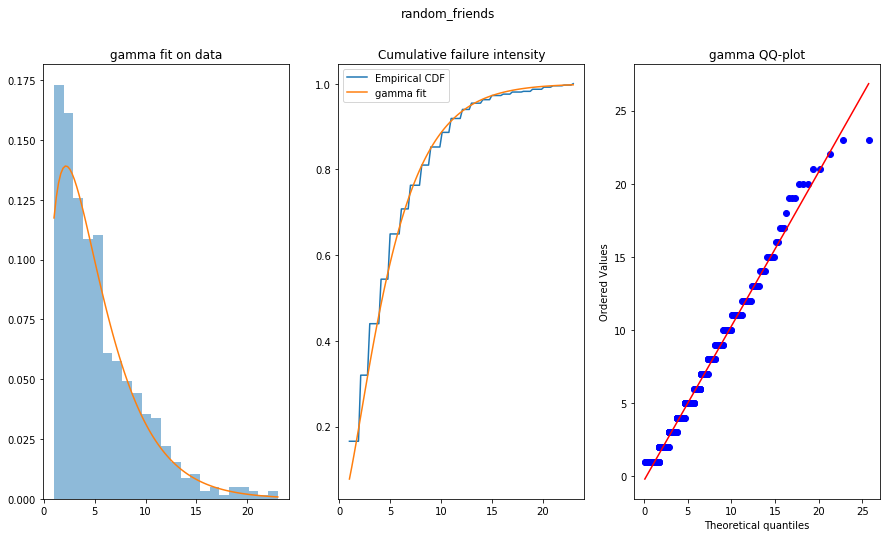 random_friends
gamma fit on data
0.175
0.150
0.125
0.100
0.075
0.050
0.025
0.000
0 5 10 15 20
Cumulative failure intensity
Empirical CDF
gamma fit
1.0
0.8
0.6
0.4
0.2
0 5 10 15 20
gamma QQ-plot
Ordered Values
25
20
15
10
5
0
0 5 10 15 20 25
Theoretical quantiles